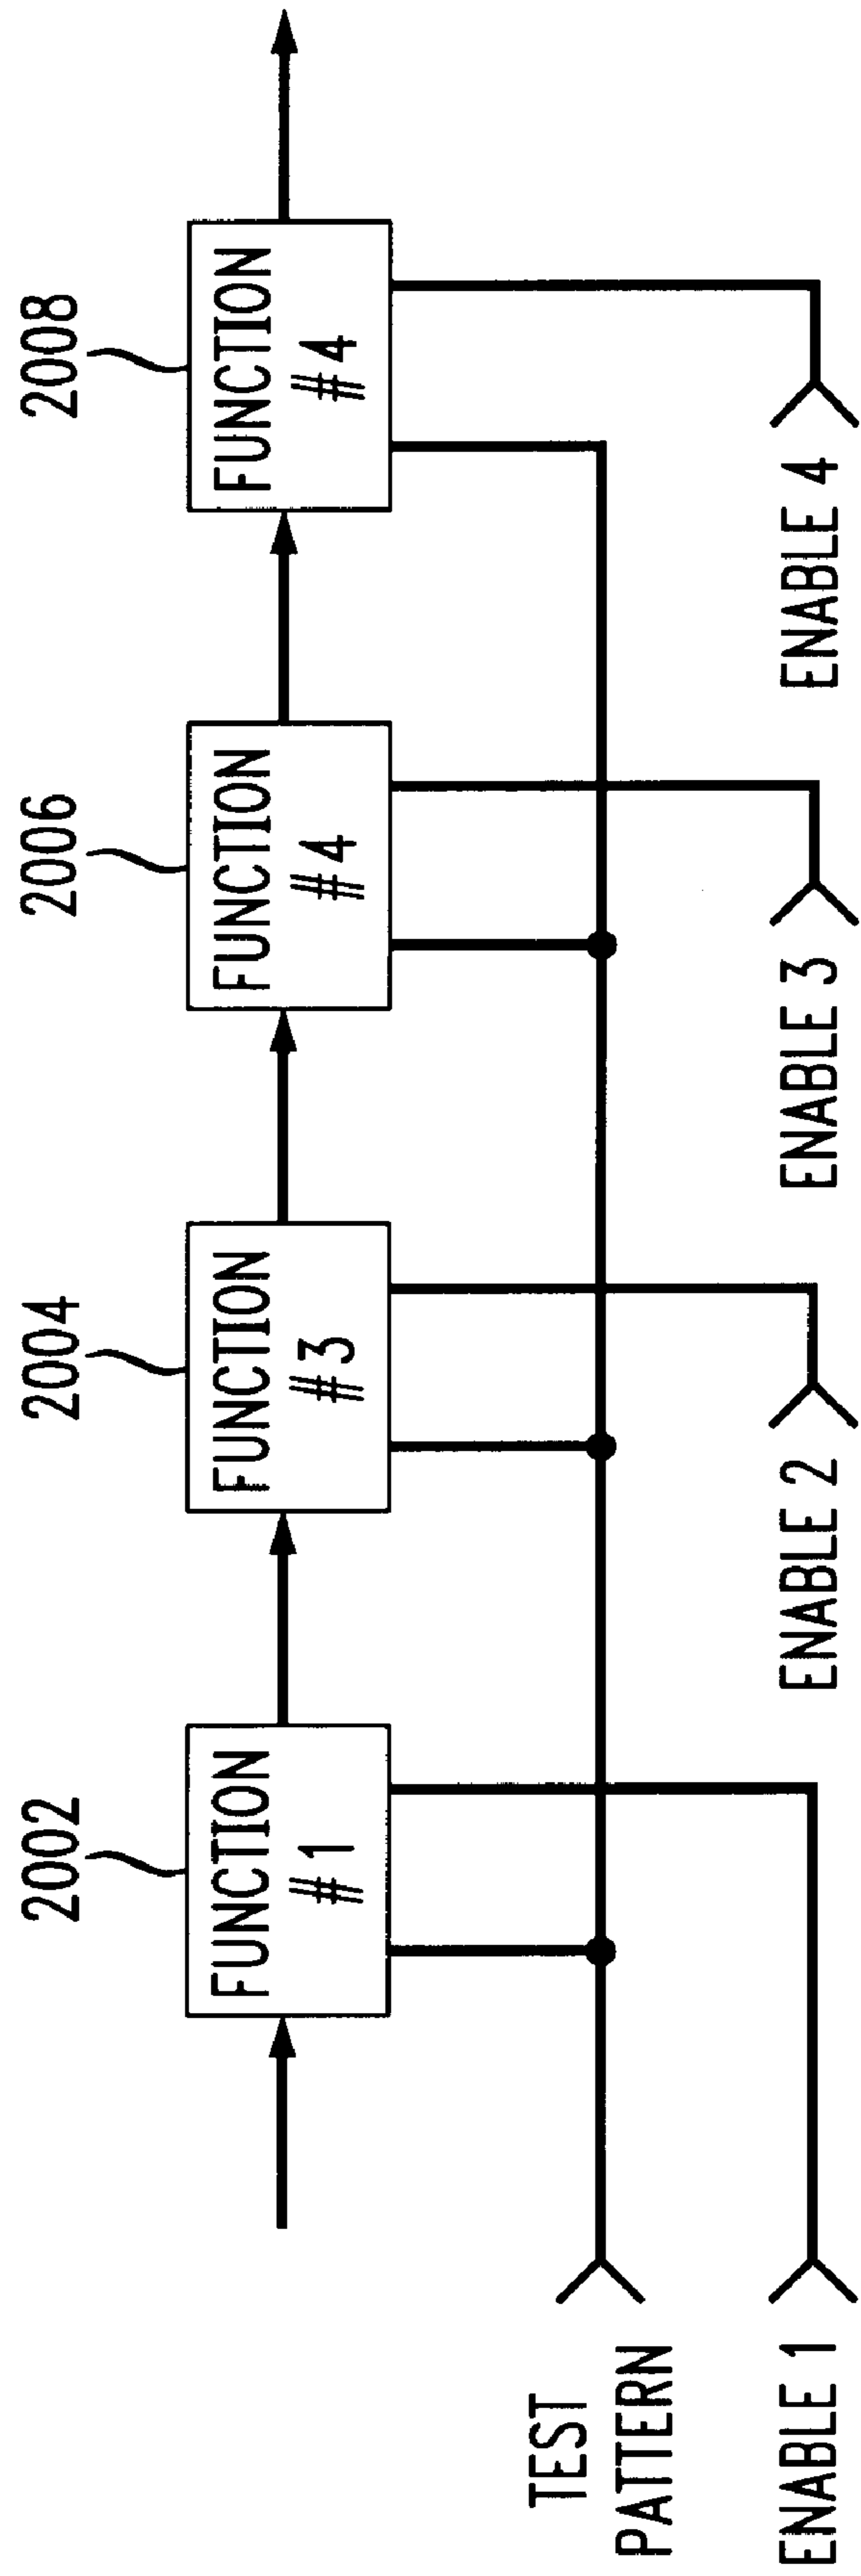 2002
2004
2006
2008
FUNCTION
#1
FUNCTION
#3
FUNCTION
#4
FUNCTION
#4
TEST
PATTERN
ENABLE 1
ENABLE 2
ENABLE 3
ENABLE 4